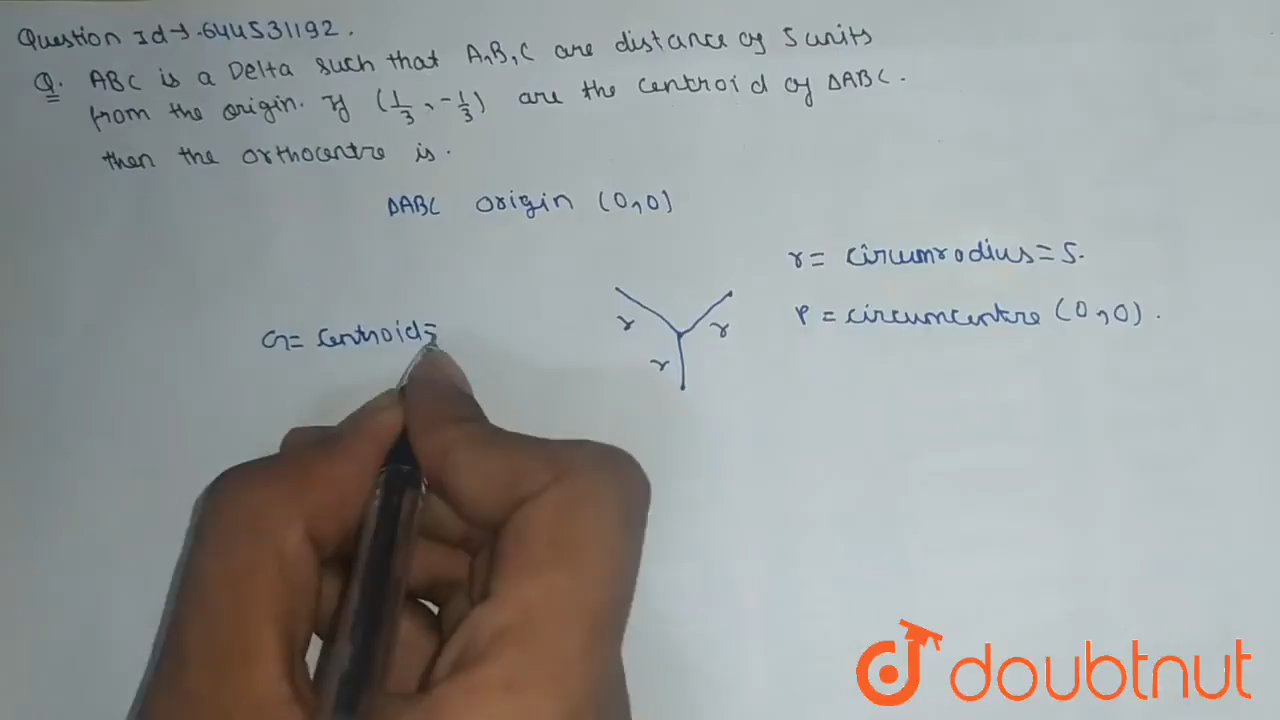 Question Id→.644531192.
Q. ABC is a Delta such that A,B,C are distance of 5 units
from the origin. If (1/3, -1/3) are the centroid of ΔABC.
then the orthocentre is.
ΔABC origin (0,0)
r = circumradius = 5.
P = circumcentre (0,0).
r r
r
G = Centroid =
doubtnut